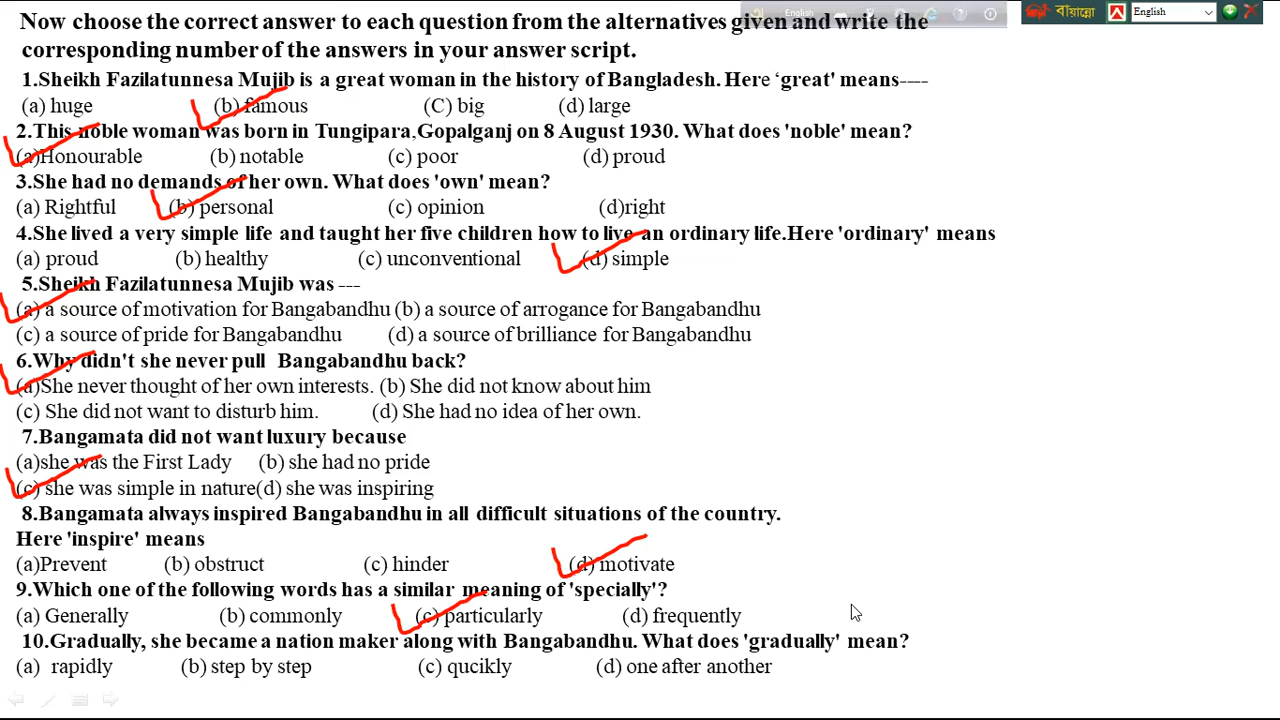 Now choose the correct answer to each question from the alternatives given and write the
corresponding number of the answers in your answer script.
1.Sheikh Fazilatunnesa Mujib is a great woman in the history of Bangladesh. Here ‘great' means----
(a) huge (b) famous (C) big (d) large
2.This noble woman was born in Tungipara,Gopalganj on 8 August 1930. What does 'noble' mean?
(a)Honourable (b) notable (c) poor (d) proud
3.She had no demands of her own. What does 'own' mean?
(a) Rightful (b) personal (c) opinion (d)right
4.She lived a very simple life and taught her five children how to live an ordinary life.Here 'ordinary' means
(a) proud (b) healthy (c) unconventional (d) simple
5.Sheikh Fazilatunnesa Mujib was ---
(a) a source of motivation for Bangabandhu (b) a source of arrogance for Bangabandhu
(c) a source of pride for Bangabandhu (d) a source of brilliance for Bangabandhu
6.Why didn't she never pull Bangabandhu back?
(a)She never thought of her own interests. (b) She did not know about him
(c) She did not want to disturb him. (d) She had no idea of her own.
7.Bangamata did not want luxury because
(a)she was the First Lady (b) she had no pride
(c) she was simple in nature(d) she was inspiring
8.Bangamata always inspired Bangabandhu in all difficult situations of the country.
Here 'inspire' means
(a)Prevent (b) obstruct (c) hinder (d) motivate
9.Which one of the following words has a similar meaning of 'specially'?
(a) Generally (b) commonly (c) particularly (d) frequently
10.Gradually, she became a nation maker along with Bangabandhu. What does 'gradually' mean?
(a) rapidly (b) step by step (c) qucikly (d) one after another
English
বায়ান্নো English